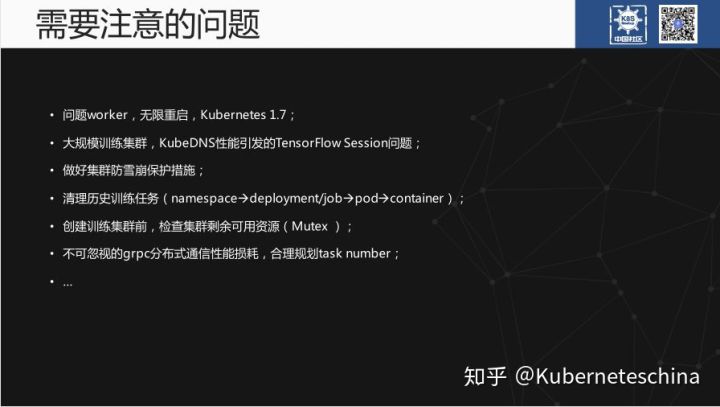 需要注意的问题
K8S
中国社区
• 问题worker，无限重启，Kubernetes 1.7；
• 大规模训练集群，KubeDNS性能引发的TensorFlow Session问题；
• 做好集群防雪崩保护措施；
• 清理历史训练任务（namespace→deployment/job→pod→container）；
• 创建训练集群前，检查集群剩余可用资源（Mutex ）；
• 不可忽视的grpc分布式通信性能损耗，合理规划task number；
• ...
知乎 @Kuberneteschina